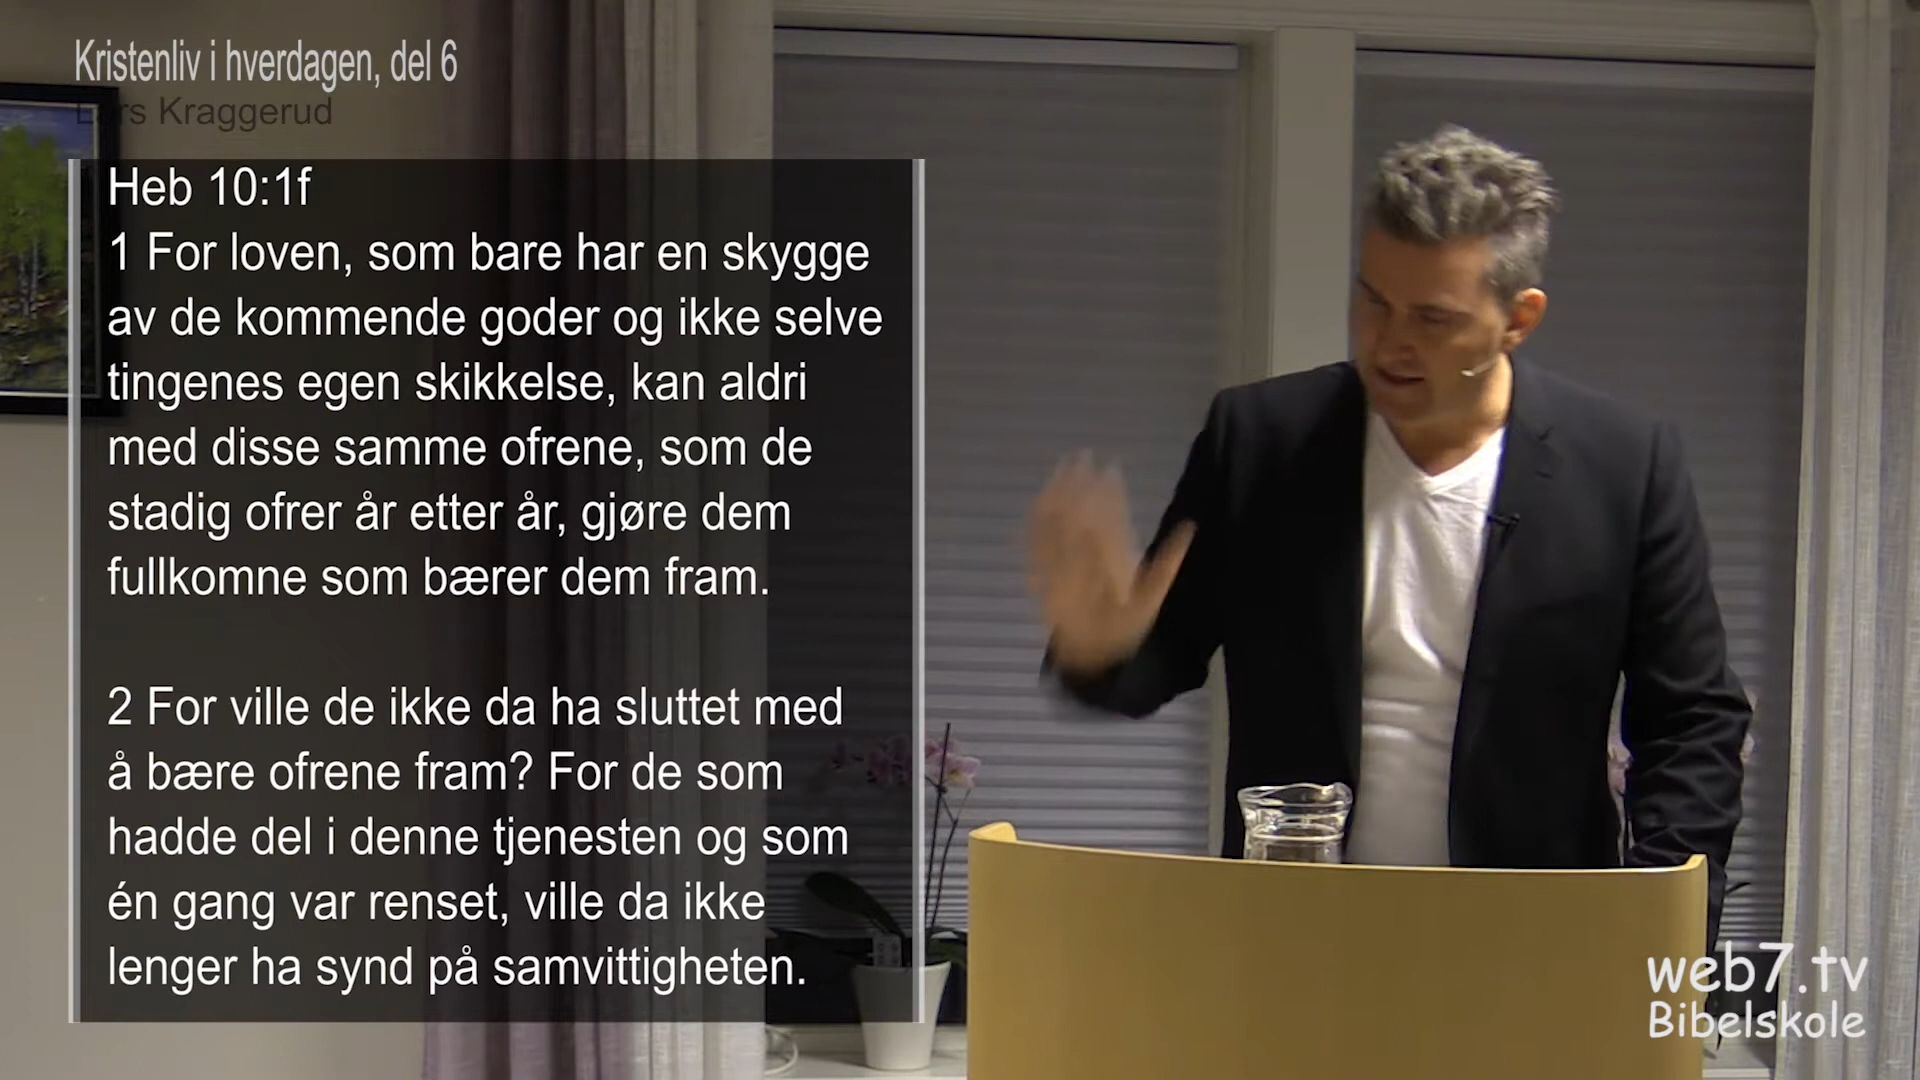 Kristenliv i hverdagen, del 6
Lars Kraggerud
Heb 10:1f
1 For loven, som bare har en skygge
av de kommende goder og ikke selve
tingenes egen skikkelse, kan aldri
med disse samme ofrene, som de
stadig ofrer år etter år, gjøre dem
fullkomne som bærer dem fram.
2 For ville de ikke da ha sluttet med
å bære ofrene fram? For de som
hadde del i denne tjenesten og som
én gang var renset, ville da ikke
lenger ha synd på samvittigheten.
web7.tv
Bibelskole